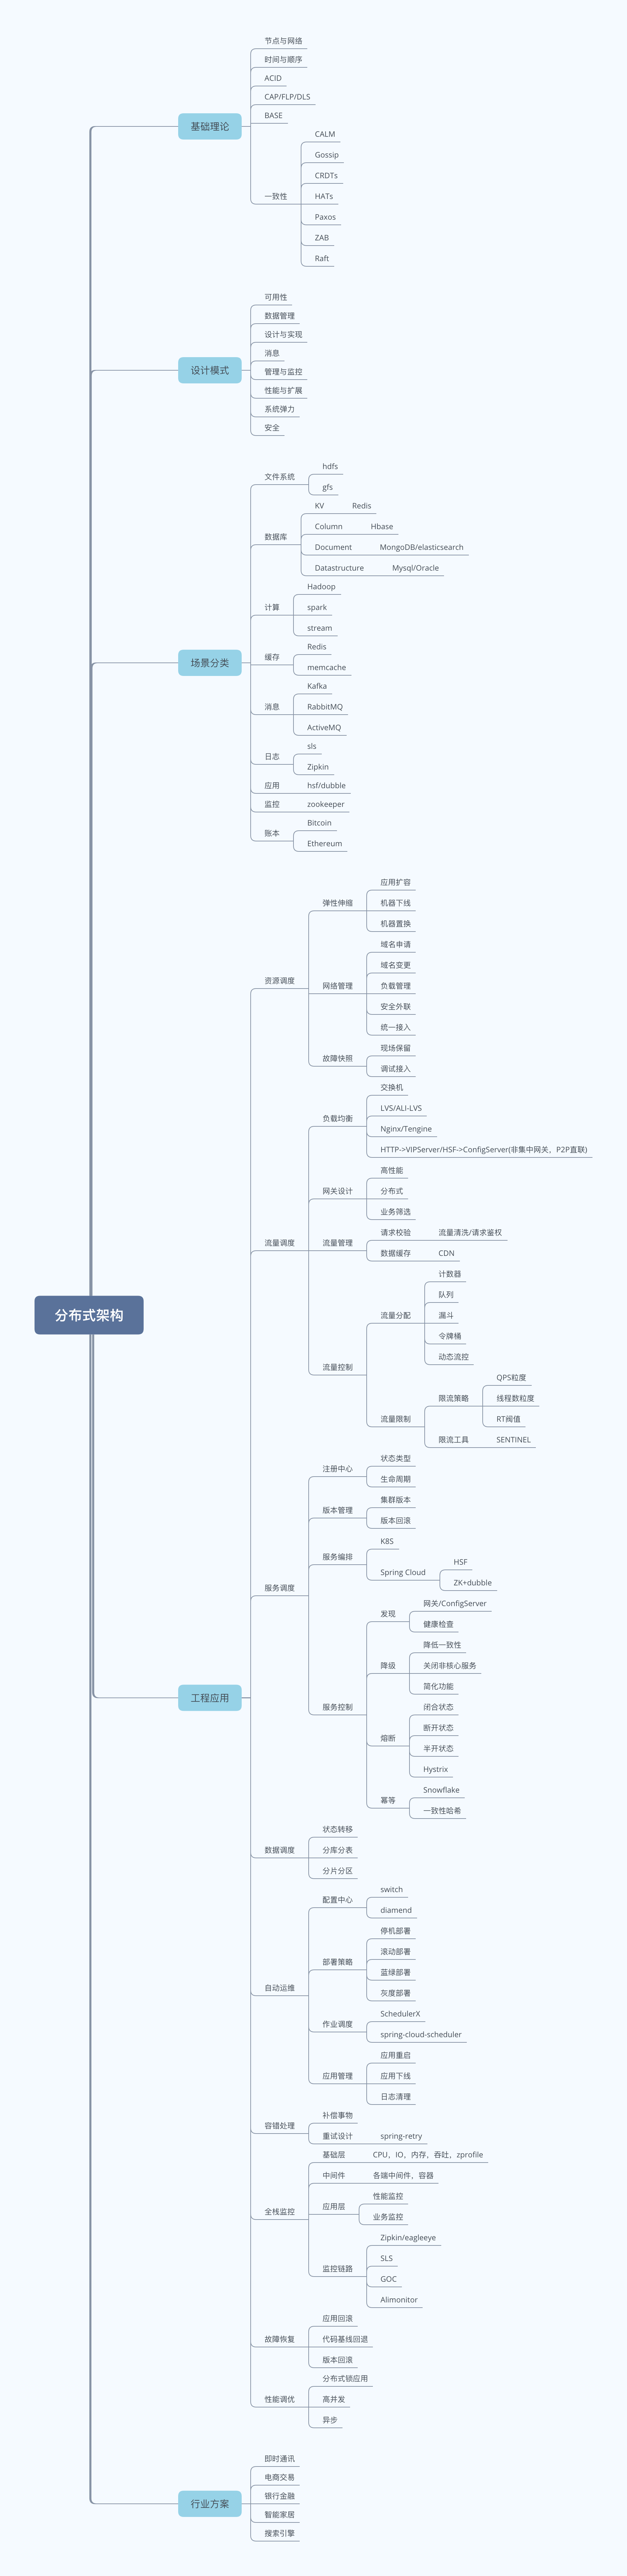 分布式架构
基础理论
节点与网络
时间与顺序
ACID
CAP/FLP/DLS
BASE
一致性
CALM
Gossip
CRDTs
HATs
Paxos
ZAB
Raft
设计模式
可用性
数据管理
设计与实现
消息
管理与监控
性能与扩展
系统弹力
安全
场景分类
文件系统
hdfs
gfs
数据库
KV
Redis
Column
Hbase
Document
MongoDB/elasticsearch
Datastructure
Mysql/Oracle
计算
Hadoop
spark
stream
缓存
Redis
memcache
消息
Kafka
RabbitMQ
ActiveMQ
日志
sls
Zipkin
应用
hsf/dubble
监控
zookeeper
账本
Bitcoin
Ethereum
工程应用
资源调度
弹性伸缩
应用扩容
机器下线
机器置换
网络管理
域名申请
域名变更
负载管理
安全外联
统一接入
故障快照
现场保留
调试接入
流量调度
负载均衡
交换机
LVS/ALI-LVS
Nginx/Tengine
HTTP->VIPServer/HSF->ConfigServer(非集中网关，P2P直联)
网关设计
高性能
分布式
业务筛选
流量管理
请求校验
流量清洗/请求鉴权
数据缓存
CDN
流量控制
流量分配
计数器
队列
漏斗
令牌桶
动态流控
流量限制
限流策略
QPS粒度
线程数粒度
RT阀值
限流工具
SENTINEL
服务调度
注册中心
状态类型
生命周期
版本管理
集群版本
版本回滚
服务编排
K8S
Spring Cloud
HSF
ZK+dubble
服务控制
发现
网关/ConfigServer
健康检查
降级
降低一致性
关闭非核心服务
简化功能
熔断
闭合状态
断开状态
半开状态
Hystrix
幂等
Snowflake
一致性哈希
数据调度
状态转移
分库分表
分片分区
自动运维
配置中心
switch
diamend
部署策略
停机部署
滚动部署
蓝绿部署
灰度部署
作业调度
SchedulerX
spring-cloud-scheduler
应用管理
应用重启
应用下线
日志清理
容错处理
补偿事物
重试设计
spring-retry
全栈监控
基础层
CPU，IO，内存，吞吐，zprofile
中间件
各端中间件，容器
应用层
性能监控
业务监控
监控链路
Zipkin/eagleeye
SLS
GOC
Alimonitor
故障恢复
应用回滚
代码基线回退
版本回滚
性能调优
分布式锁应用
高并发
异步
行业方案
即时通讯
电商交易
银行金融
智能家居
搜索引擎